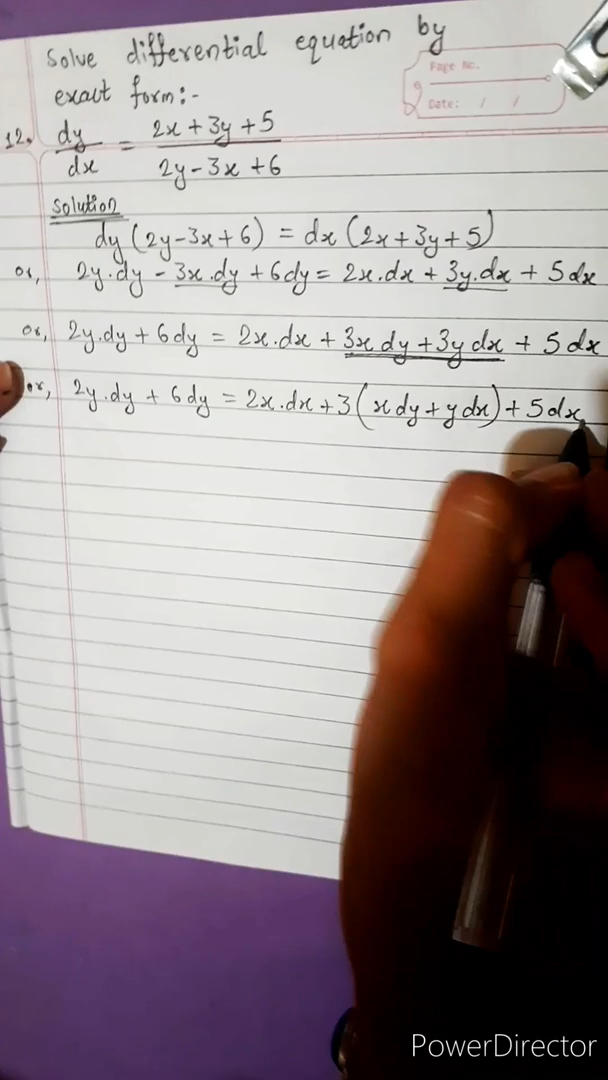 Solve differential equation by
Page No.
exact form:-
Date: / /
12. dy/dx = 2x + 3y + 5 / 2y - 3x + 6
Solution
dy (2y - 3x + 6) = dx (2x + 3y + 5)
or, 2y.dy - 3x.dy + 6dy = 2x.dx + 3y.dx + 5dx
or, 2y.dy + 6dy = 2x.dx + 3x dy + 3y dx + 5dx
or, 2y.dy + 6dy = 2x.dx + 3(x dy + y dx) + 5dx
PowerDirector